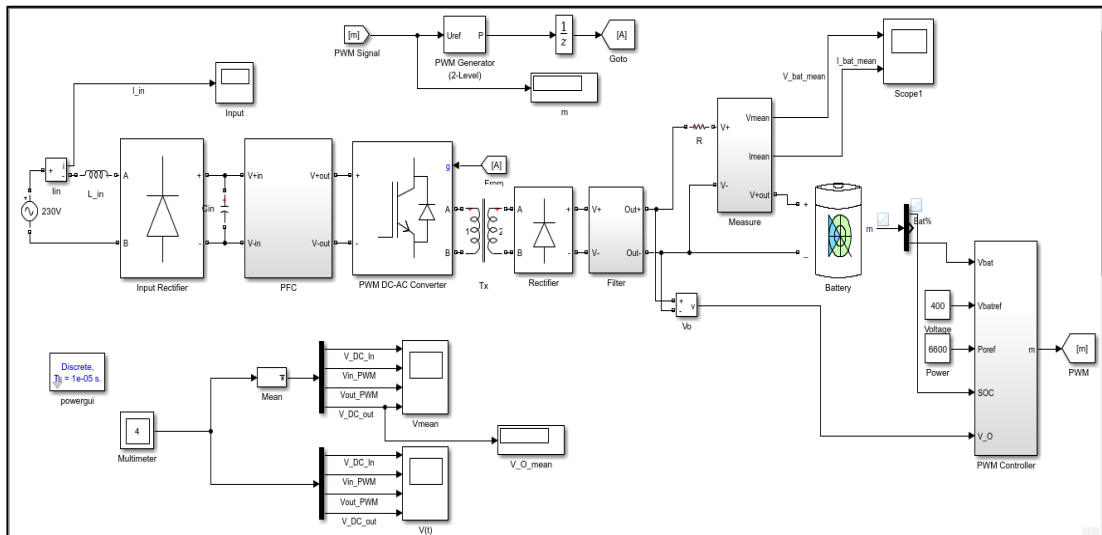 [m]
PWM Signal
Uref P
PWM Generator
(2-Level)
1
z
[A]
Goto
m
I_in
Input
V_bat_mean
I_bat_mean
Scope1
+ i
-
Iin
L_in
230V
A +
B -
Input Rectifier
Cin
V+in V+out
V-in V-out
PFC
+ g
A
- B
PWM DC-AC Converter
[A]
From
1 2
Tx
A +
B -
Rectifier
V+ Out+
V- Out-
Filter
R
V+ Vmean
Imean
V- V+out
Measure
+
_
m
Battery
Bat%
+ v
-
Vo
400
Voltage
6600
Power
Vbat
Vbatref
Poref m
SOC
V_O
PWM Controller
[m]
PWM
Discrete,
Ts = 1e-05 s.
powergui
4
Multimeter
x
Mean
V_DC_In
Vin_PWM
Vout_PWM
V_DC_out
Vmean
V_O_mean
V_DC_In
Vin_PWM
Vout_PWM
V_DC_out
V(t)